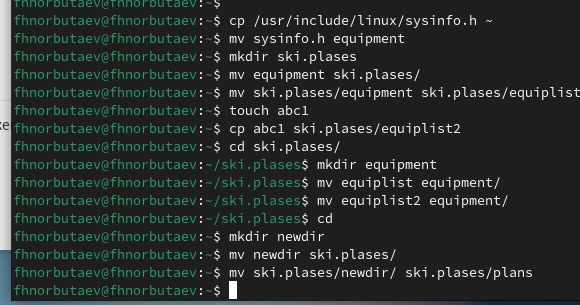 fhnorbutaev@fhnorbutaev:~$
fhnorbutaev@fhnorbutaev:~$ cp /usr/include/linux/sysinfo.h ~
fhnorbutaev@fhnorbutaev:~$ mv sysinfo.h equipment
fhnorbutaev@fhnorbutaev:~$ mkdir ski.plases
fhnorbutaev@fhnorbutaev:~$ mv equipment ski.plases/
fhnorbutaev@fhnorbutaev:~$ mv ski.plases/equipment ski.plases/equiplist
fhnorbutaev@fhnorbutaev:~$ touch abc1
fhnorbutaev@fhnorbutaev:~$ cp abc1 ski.plases/equiplist2
fhnorbutaev@fhnorbutaev:~$ cd ski.plases/
fhnorbutaev@fhnorbutaev:~/ski.plases$ mkdir equipment
fhnorbutaev@fhnorbutaev:~/ski.plases$ mv equiplist equipment/
fhnorbutaev@fhnorbutaev:~/ski.plases$ mv equiplist2 equipment/
fhnorbutaev@fhnorbutaev:~/ski.plases$ cd
fhnorbutaev@fhnorbutaev:~$ mkdir newdir
fhnorbutaev@fhnorbutaev:~$ mv newdir ski.plases/
fhnorbutaev@fhnorbutaev:~$ mv ski.plases/newdir/ ski.plases/plans
fhnorbutaev@fhnorbutaev:~$